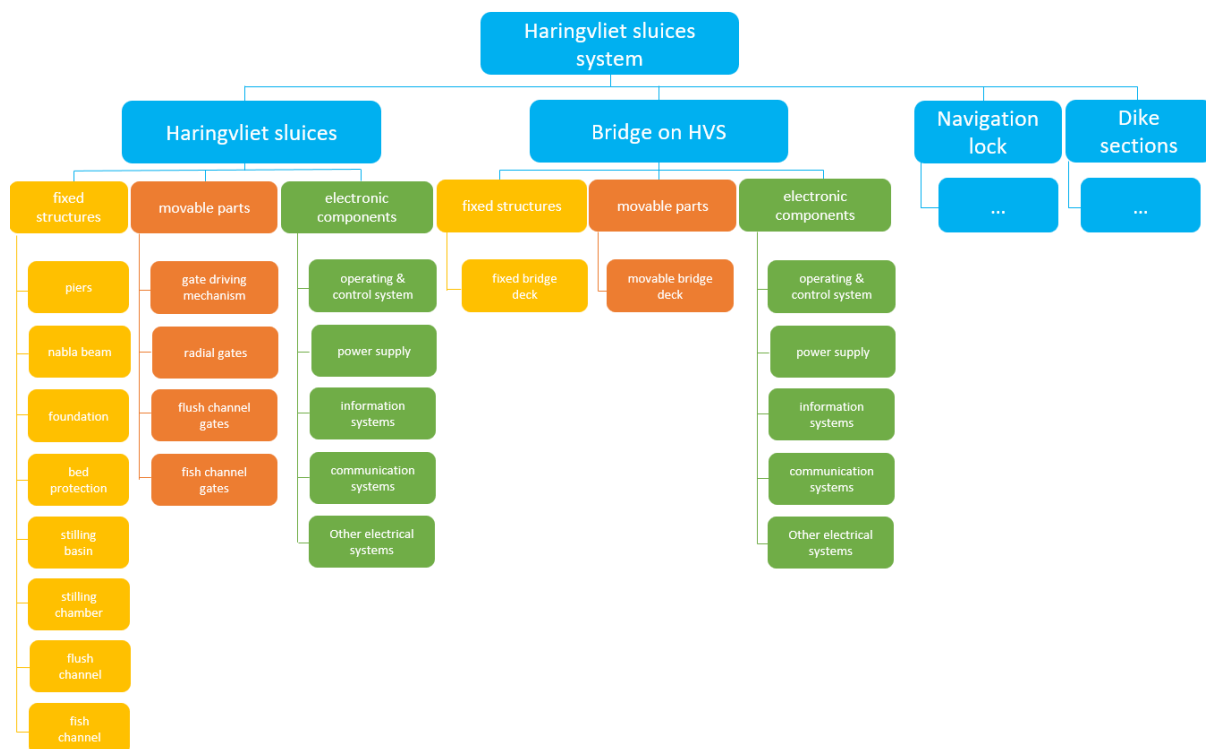 Haringvliet sluices
system
Haringvliet sluices
Bridge on HVS
Navigation
lock
Dike
sections
fixed
structures
movable parts
electronic
components
fixed structures
movable parts
electronic
components
...
...
piers
nabla beam
foundation
bed
protection
stilling
basin
stilling
chamber
flush
channel
fish
channel
gate driving
mechanism
radial gates
flush channel
gates
fish channel
gates
operating &
control system
power supply
information
systems
communication
systems
Other electrical
systems
fixed bridge
deck
movable bridge
deck
operating &
control system
power supply
information
systems
communication
systems
Other electrical
systems